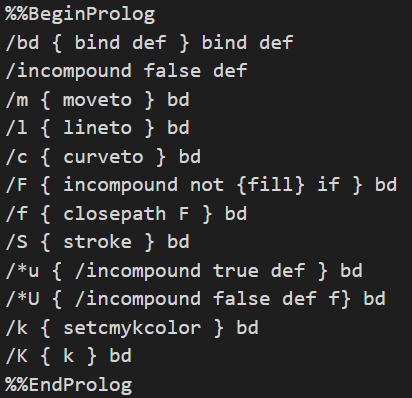 %%BeginProlog
/bd { bind def } bind def
/incompound false def
/m { moveto } bd
/l { lineto } bd
/c { curveto } bd
/F { incompound not {fill} if } bd
/f { closepath F } bd
/S { stroke } bd
/*u { /incompound true def } bd
/*U { /incompound false def f} bd
/k { setcmykcolor } bd
/K { k } bd
%%EndProlog